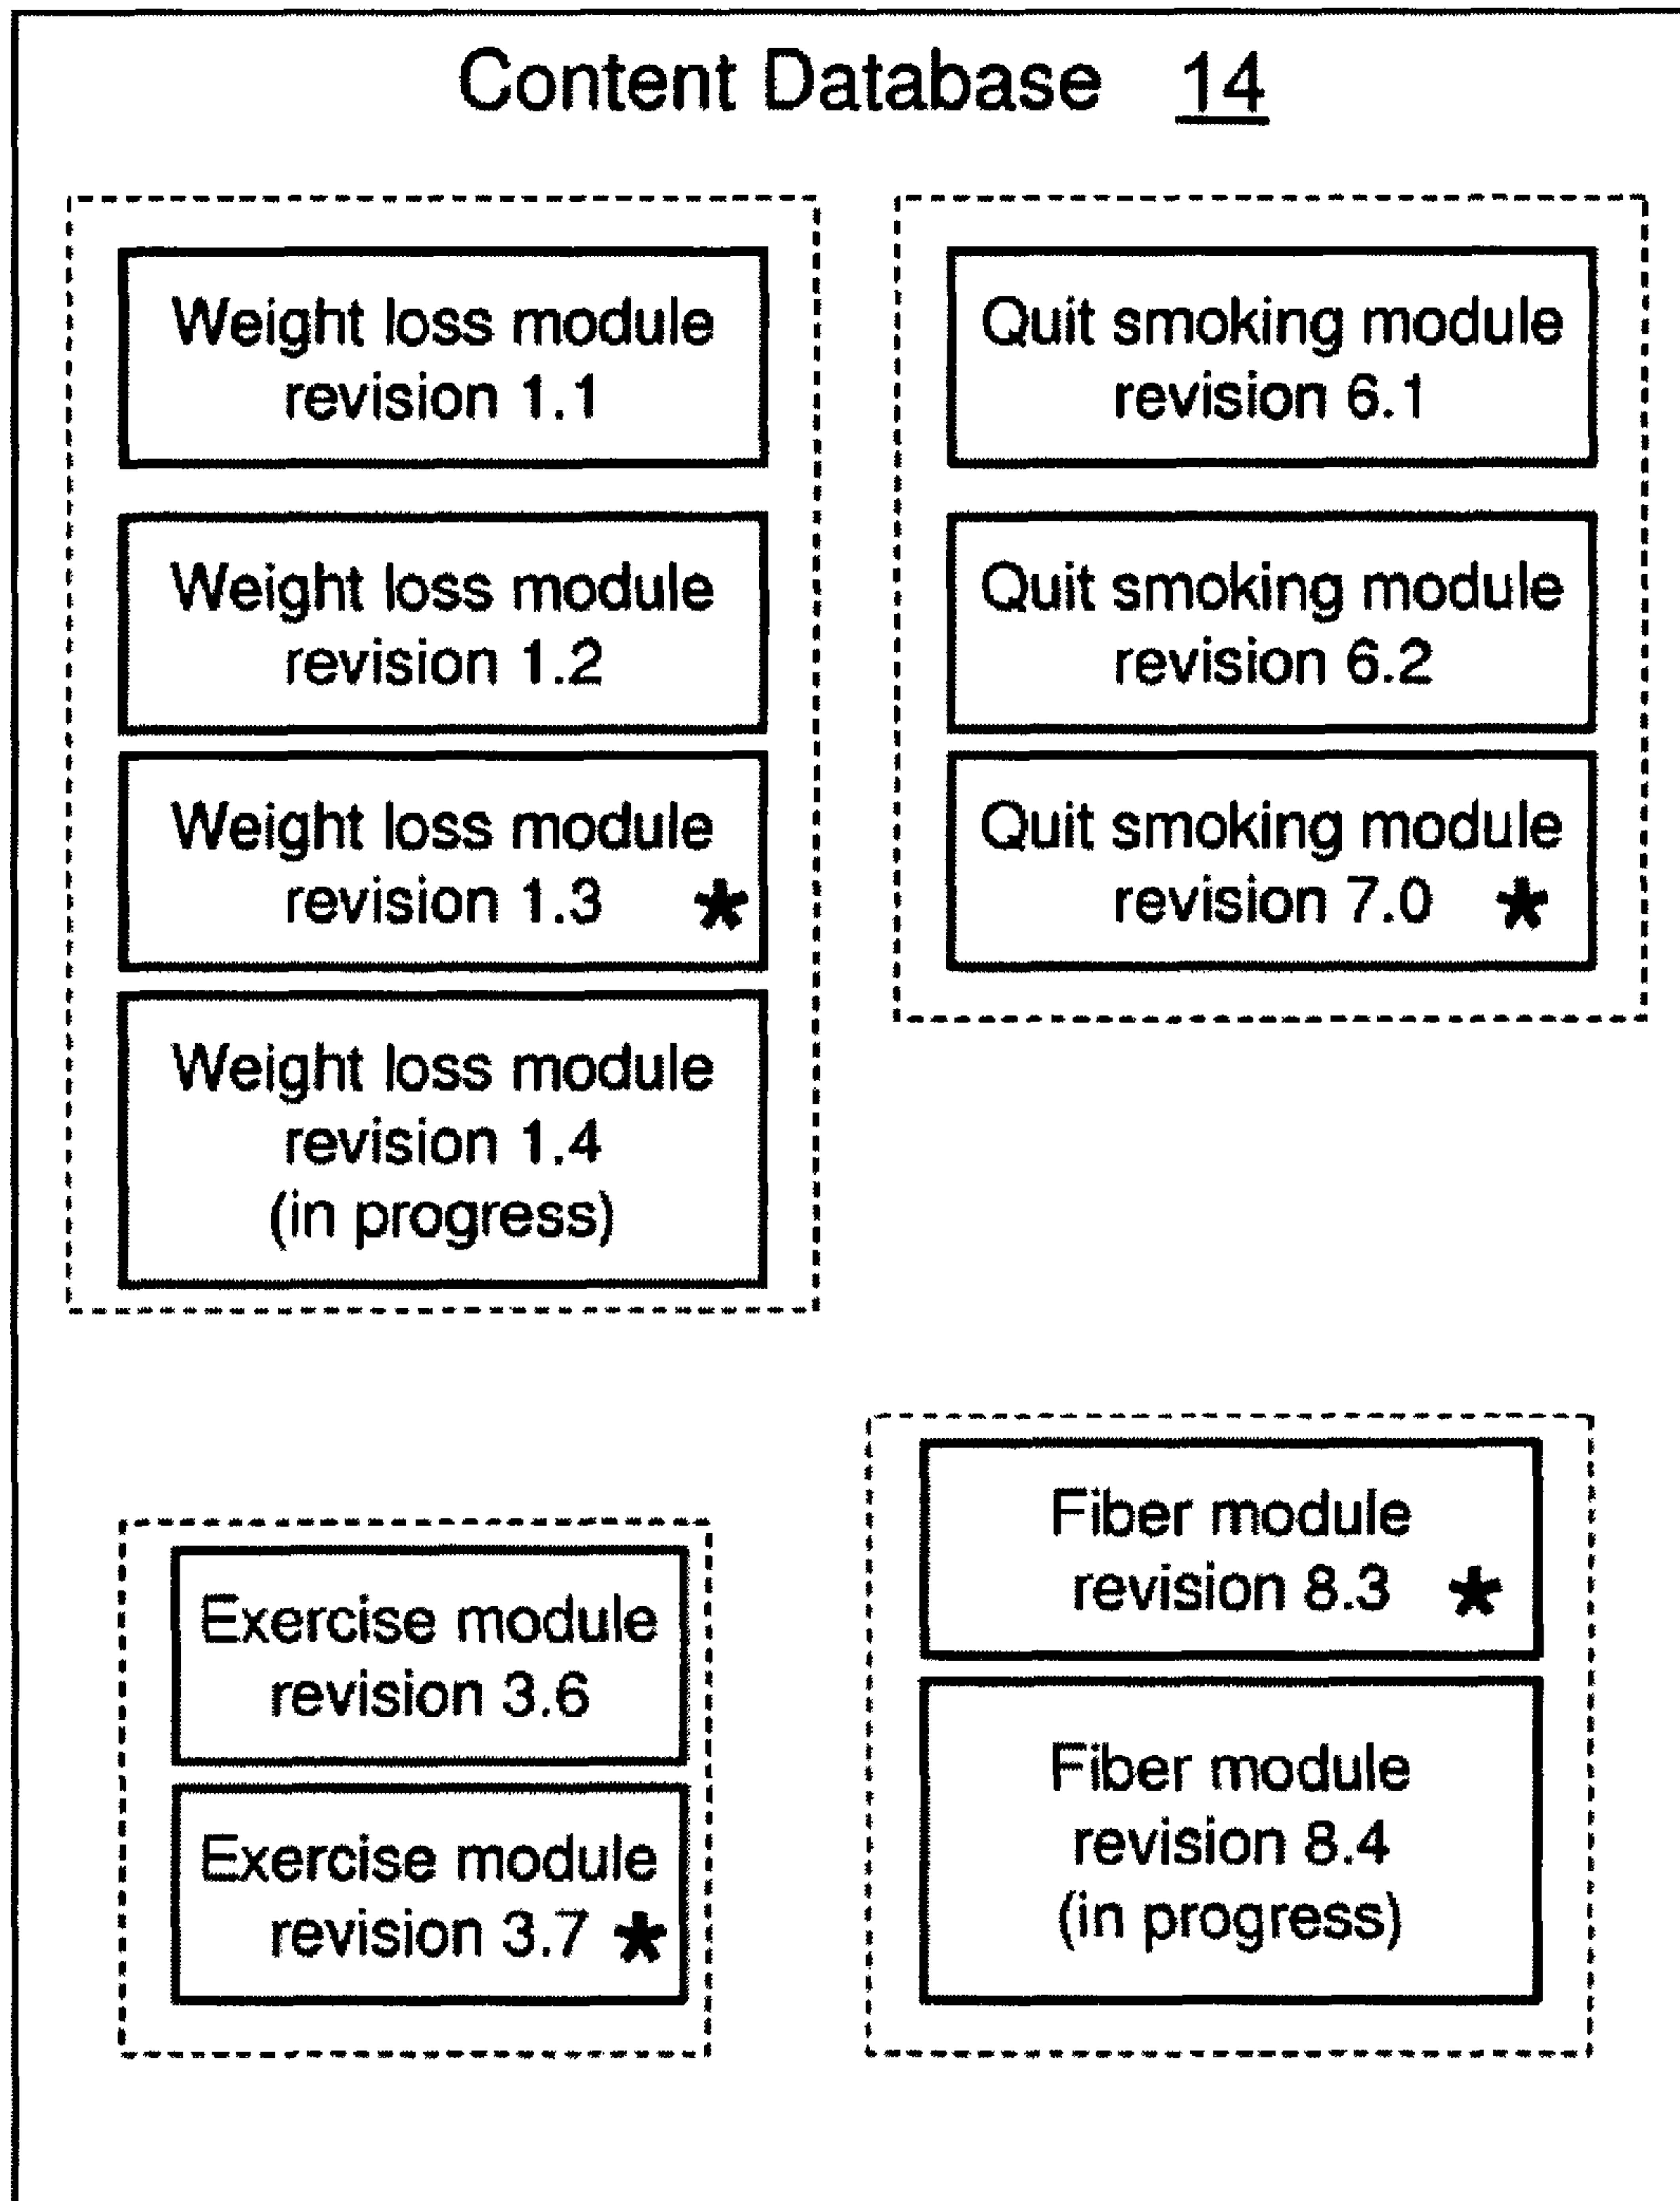 Content Database 14
Weight loss module
revision 1.1
Weight loss module
revision 1.2
Weight loss module
revision 1.3 *
Weight loss module
revision 1.4
(in progress)
Quit smoking module
revision 6.1
Quit smoking module
revision 6.2
Quit smoking module
revision 7.0 *
Exercise module
revision 3.6
Exercise module
revision 3.7 *
Fiber module
revision 8.3 *
Fiber module
revision 8.4
(in progress)